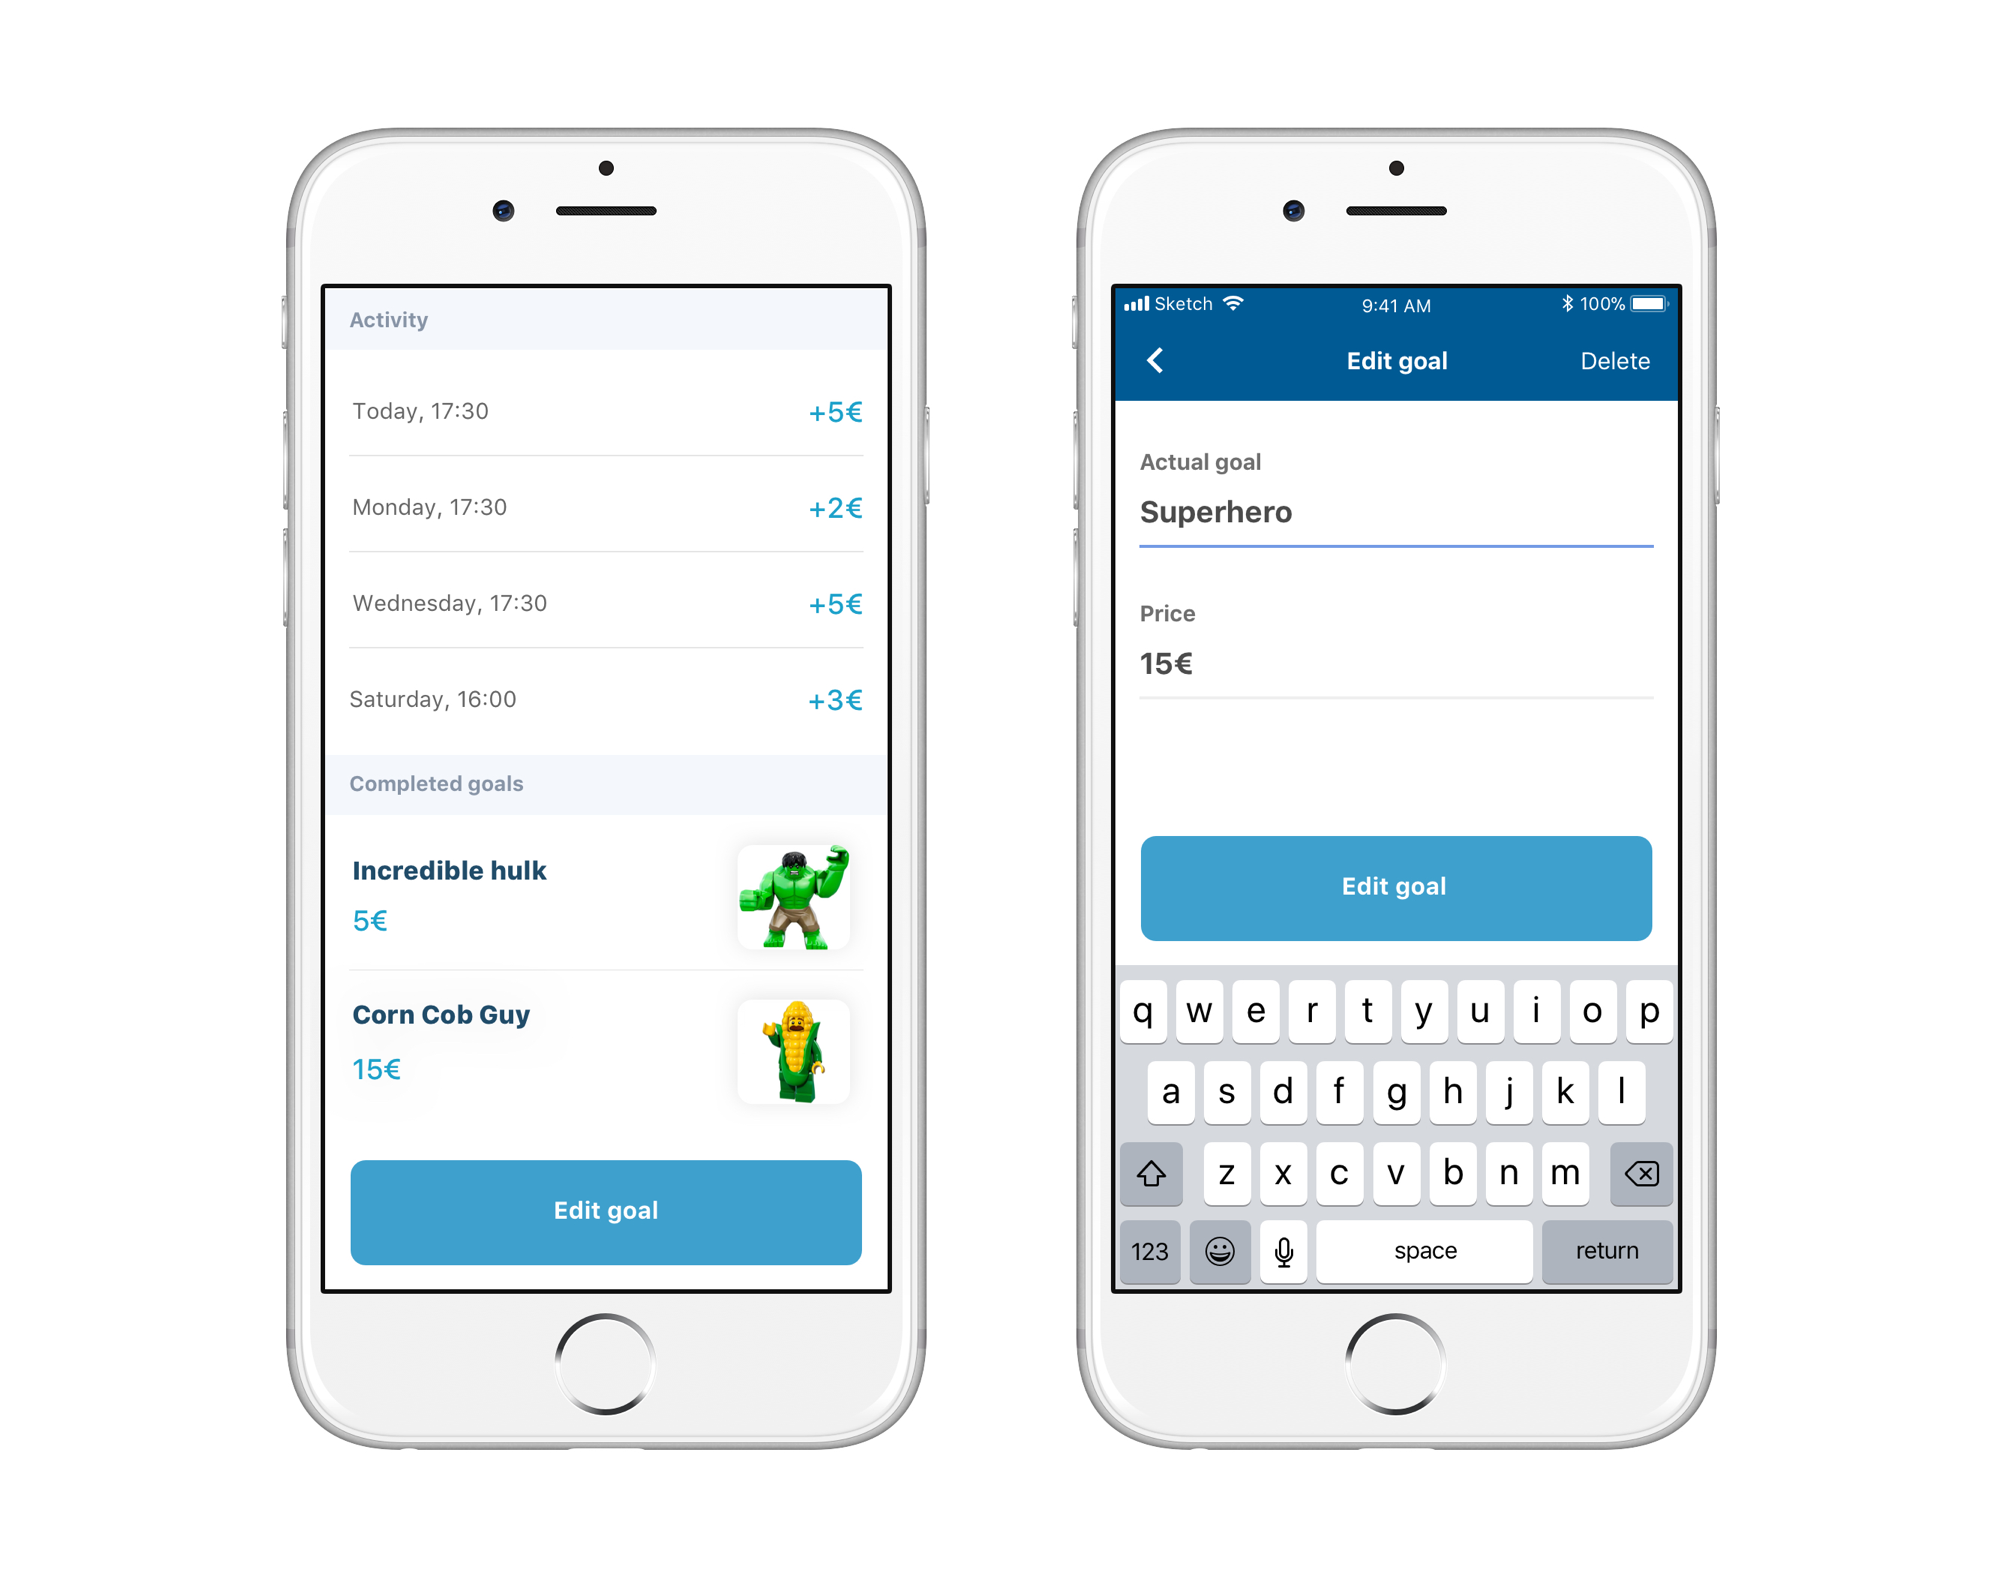 Activity
Today, 17:30 +5€
Monday, 17:30 +2€
Wednesday, 17:30 +5€
Saturday, 16:00 +3€
Completed goals
Incredible hulk
5€
Corn Cob Guy
15€
Edit goal
Sketch 9:41 AM 100%
Edit goal Delete
Actual goal
Superhero
Price
15€
Edit goal
q w e r t y u i o p
a s d f g h j k l
z x c v b n m
123 space return